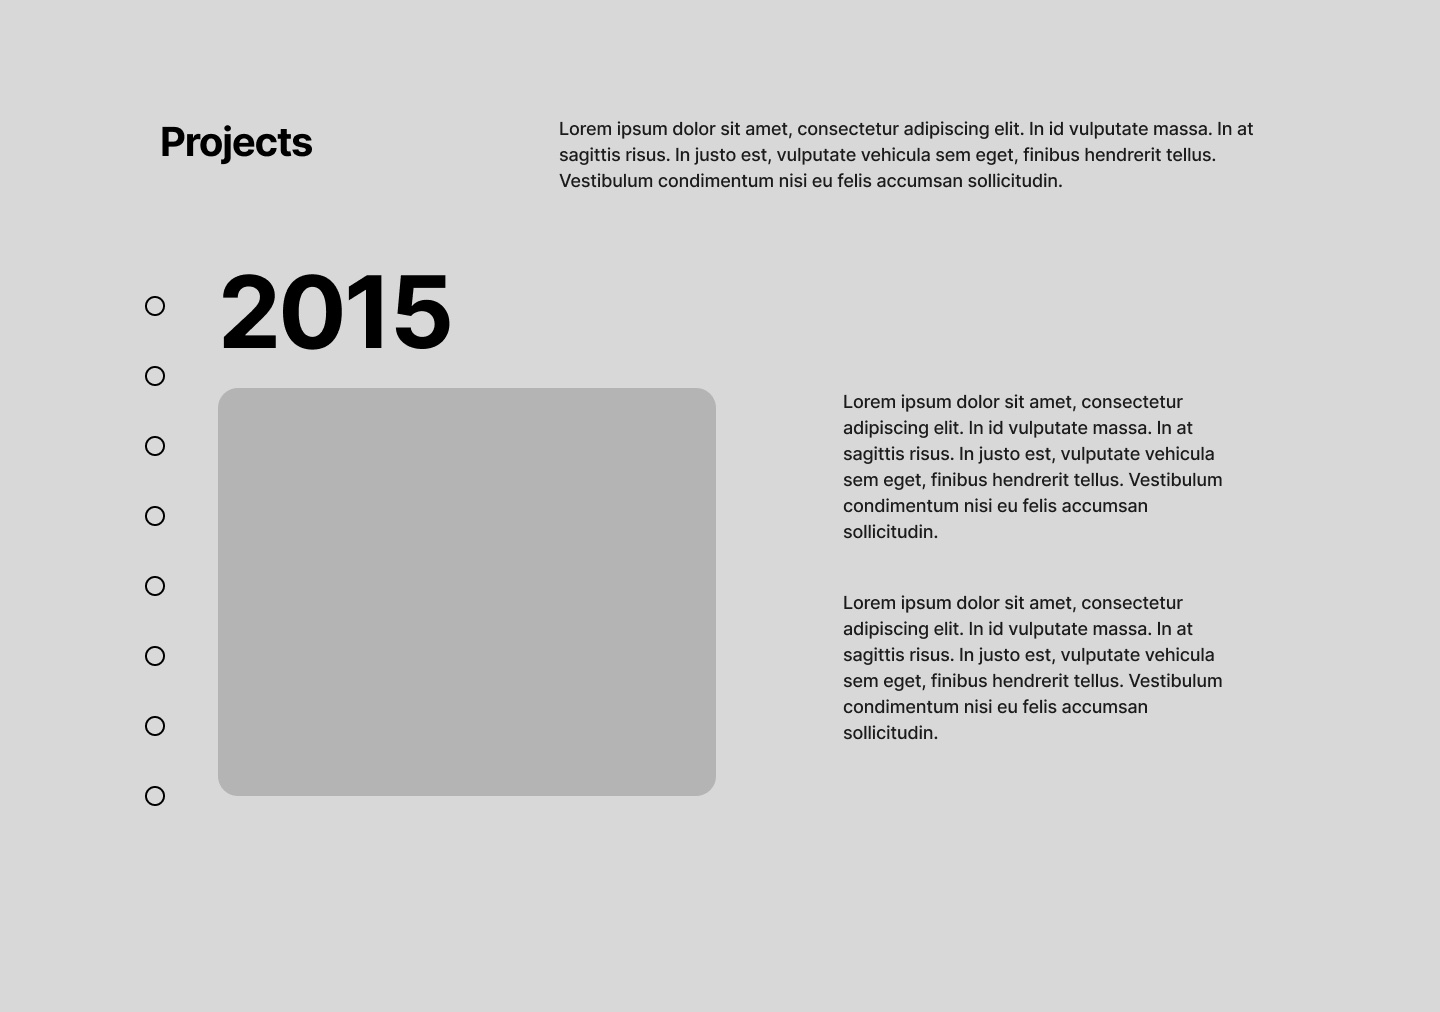 Projects
Lorem ipsum dolor sit amet, consectetur adipiscing elit. In id vulputate massa. In at
sagittis risus. In justo est, vulputate vehicula sem eget, finibus hendrerit tellus.
Vestibulum condimentum nisi eu felis accumsan sollicitudin.
2015
Lorem ipsum dolor sit amet, consectetur
adipiscing elit. In id vulputate massa. In at
sagittis risus. In justo est, vulputate vehicula
sem eget, finibus hendrerit tellus. Vestibulum
condimentum nisi eu felis accumsan
sollicitudin.
Lorem ipsum dolor sit amet, consectetur
adipiscing elit. In id vulputate massa. In at
sagittis risus. In justo est, vulputate vehicula
sem eget, finibus hendrerit tellus. Vestibulum
condimentum nisi eu felis accumsan
sollicitudin.